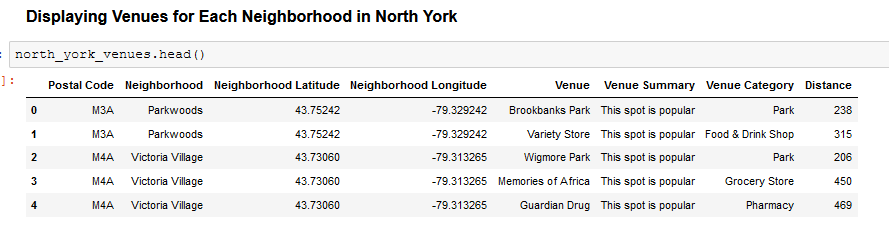 Displaying Venues for Each Neighborhood in North York
: north_york_venues.head()
]:
Postal Code Neighborhood Neighborhood Latitude Neighborhood Longitude Venue Venue Summary Venue Category Distance
0 M3A Parkwoods 43.75242 -79.329242 Brookbanks Park This spot is popular Park 238
1 M3A Parkwoods 43.75242 -79.329242 Variety Store This spot is popular Food & Drink Shop 315
2 M4A Victoria Village 43.73060 -79.313265 Wigmore Park This spot is popular Park 206
3 M4A Victoria Village 43.73060 -79.313265 Memories of Africa This spot is popular Grocery Store 450
4 M4A Victoria Village 43.73060 -79.313265 Guardian Drug This spot is popular Pharmacy 469